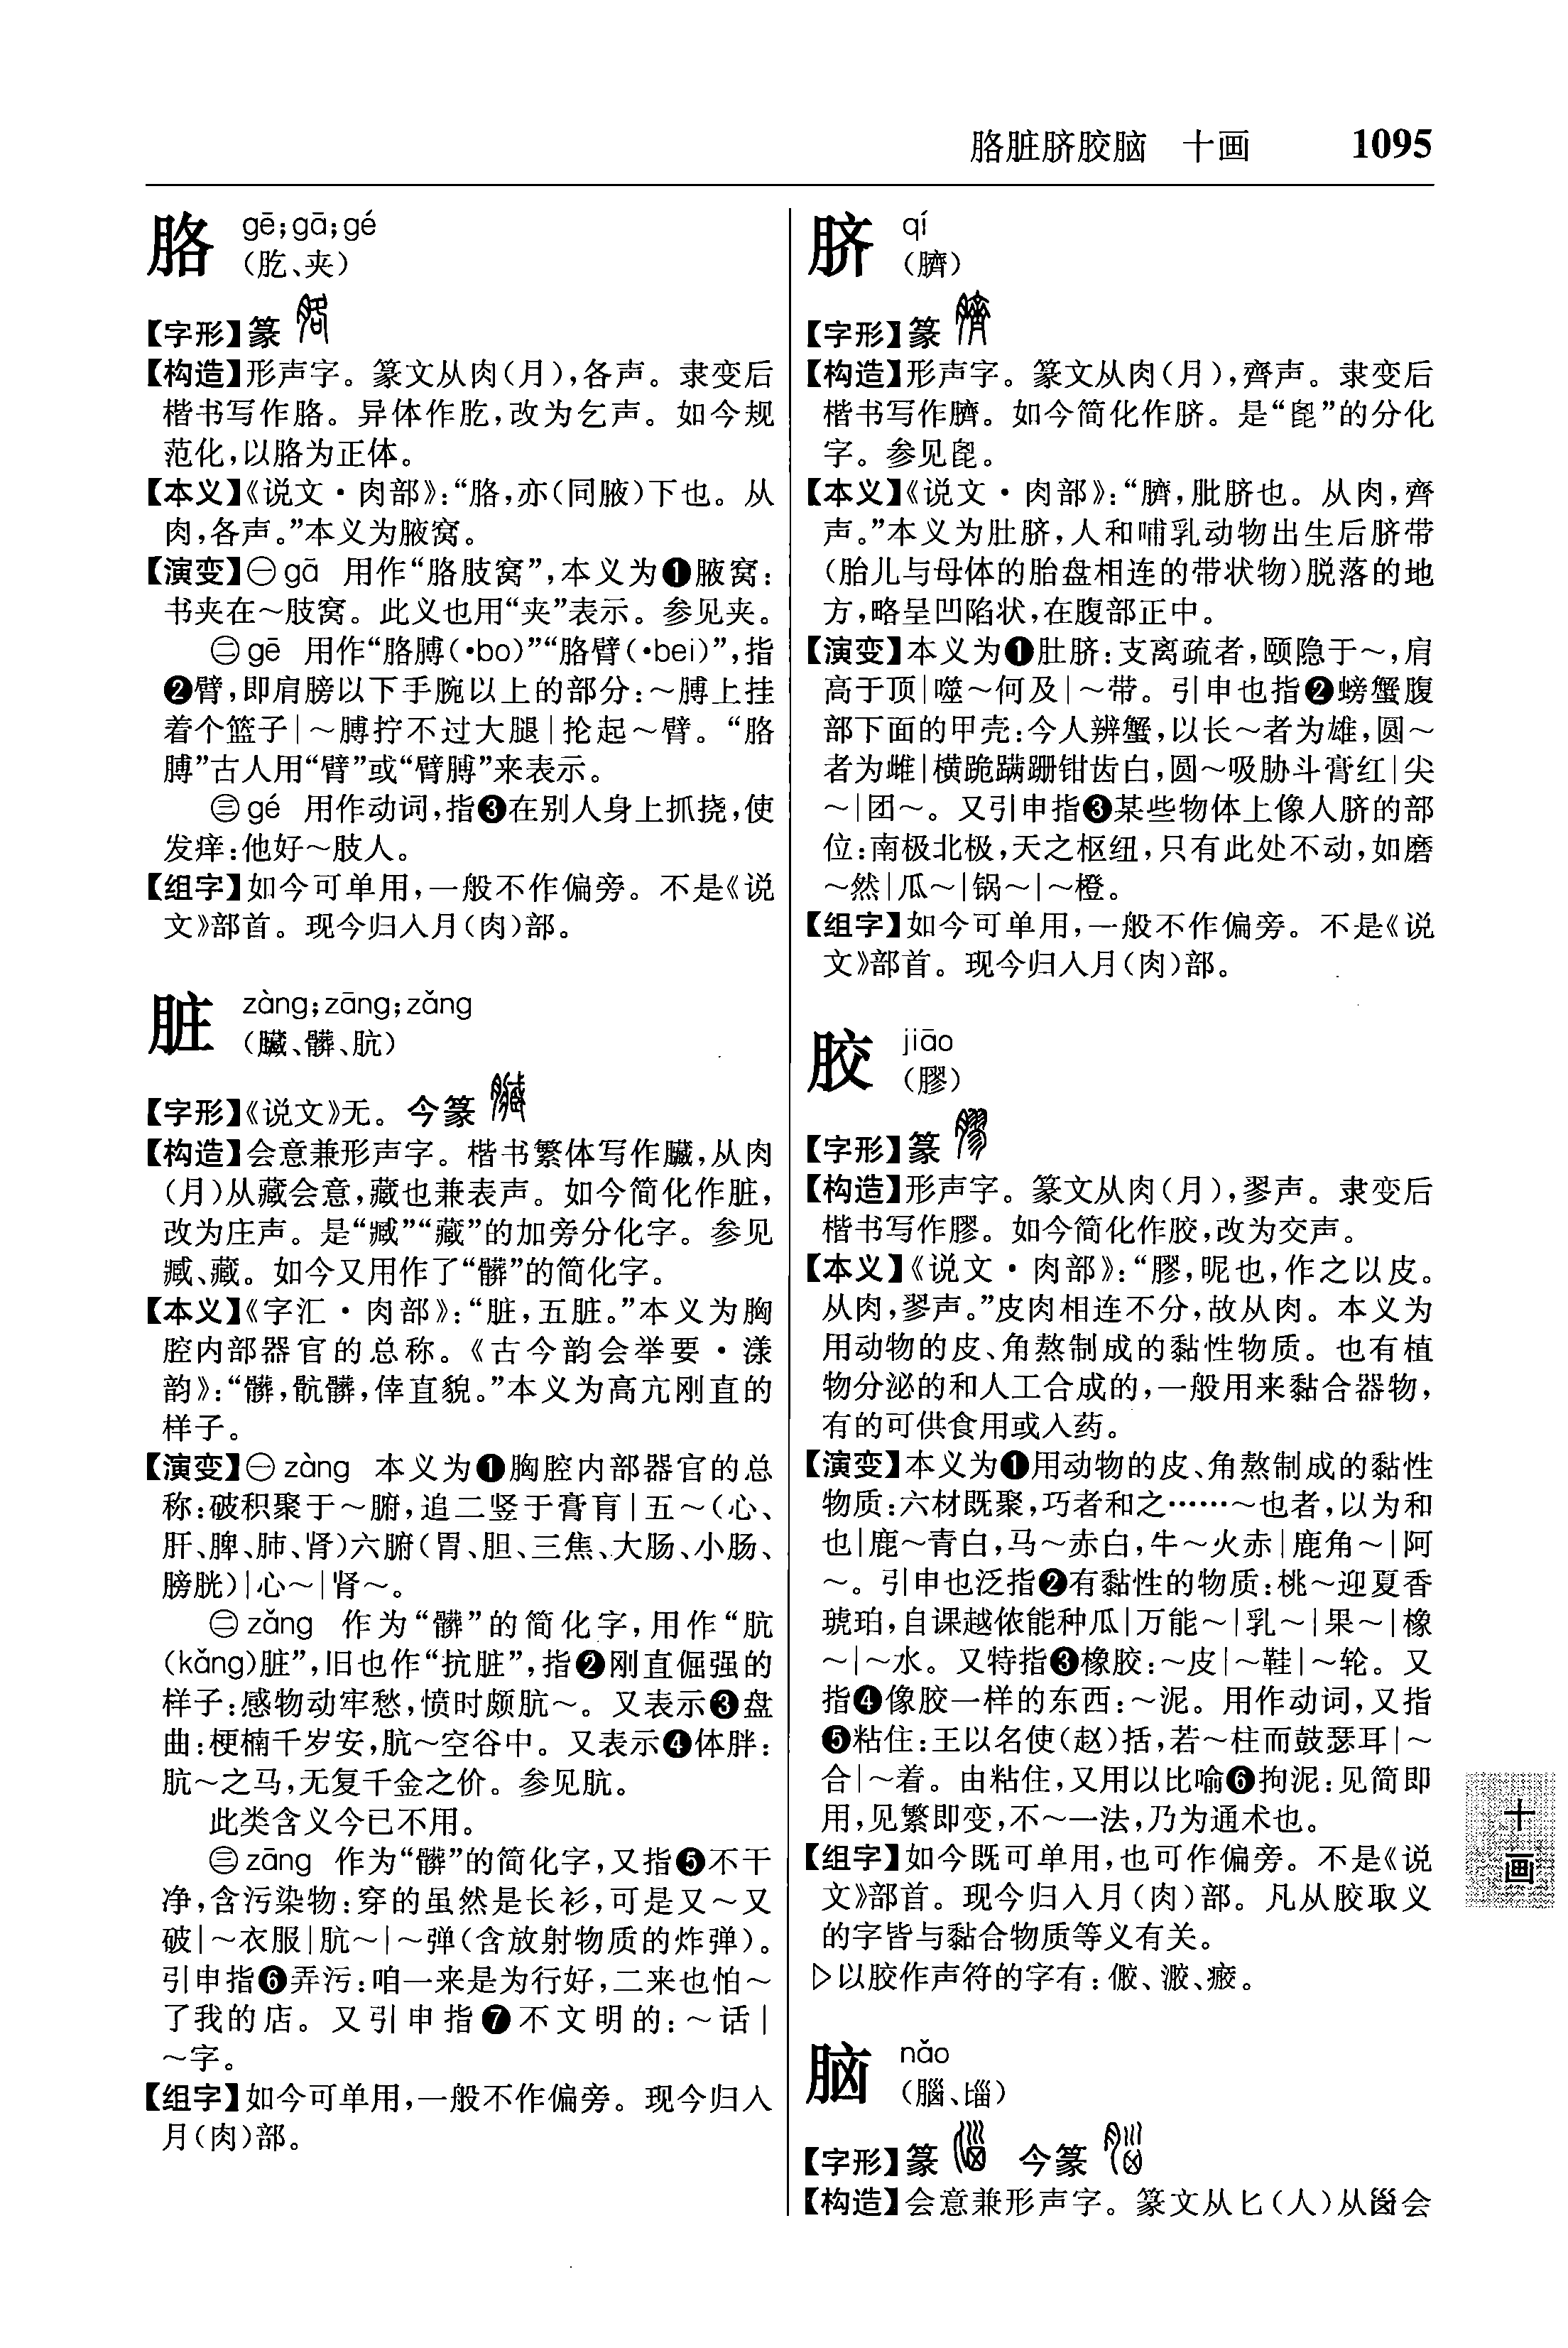 胳脏脐胶脑　十画　1095
胳 gē;gā;gé
(肐、夹)
【字形】篆
【构造】形声字。篆文从肉(月),各声。隶变后
楷书写作胳。异体作肐,改为乞声。如今规
范化,以胳为正体。
【本义】《说文·肉部》:“胳,亦(同腋)下也。从
肉,各声。”本义为腋窝。
【演变】㊀gā 用作“胳肢窝”,本义为❶腋窝:
书夹在～肢窝。此义也用“夹”表示。参见夹。
㊁gē 用作“胳膊(·bo)”“胳臂(·bei)”,指
❷臂,即肩膀以下手腕以上的部分:～膊上挂
着个篮子|～膊拧不过大腿|抡起～臂。“胳
膊”古人用“臂”或“臂膊”来表示。
㊂gé 用作动词,指❸在别人身上抓挠,使
发痒:他好～肢人。
【组字】如今可单用,一般不作偏旁。不是《说
文》部首。现今归入月(肉)部。
脏 zàng;zāng;zǎng
(臟、髒、肮)
【字形】《说文》无。今篆
【构造】会意兼形声字。楷书繁体写作臟,从肉
(月)从藏会意,藏也兼表声。如今简化作脏,
改为庄声。是“臧”“藏”的加旁分化字。参见
臧、藏。如今又用作了“髒”的简化字。
【本义】《字汇·肉部》:“脏,五脏。”本义为胸
腔内部器官的总称。《古今韵会举要·漾
韵》:“髒,骯髒,倖直貌。”本义为高亢刚直的
样子。
【演变】㊀zàng 本义为❶胸腔内部器官的总
称:破积聚于～腑,追二竖于膏肓|五～(心、
肝、脾、肺、肾)六腑(胃、胆、三焦、大肠、小肠、
膀胱)|心～|肾～。
㊁zǎng 作为“髒”的简化字,用作“肮
(kǎng)脏”,旧也作“抗脏”,指❷刚直倔强的
样子:感物动牢愁,愤时颇肮～。又表示❸盘
曲:梗楠千岁安,肮～空谷中。又表示❹体胖:
肮～之马,无复千金之价。参见肮。
此类含义今已不用。
㊂zāng 作为“髒”的简化字,又指❺不干
净,含污染物:穿的虽然是长衫,可是又～又
破|～衣服|肮～|～弹(含放射物质的炸弹)。
引申指❻弄污:咱一来是为行好,二来也怕～
了我的店。又引申指❼不文明的:～话|
～字。
【组字】如今可单用,一般不作偏旁。现今归入
月(肉)部。
脐 qí
(臍)
【字形】篆
【构造】形声字。篆文从肉(月),齊声。隶变后
楷书写作臍。如今简化作脐。是“毘”的分化
字。参见毘。
【本义】《说文·肉部》:“臍,肶脐也。从肉,齊
声。”本义为肚脐,人和哺乳动物出生后脐带
(胎儿与母体的胎盘相连的带状物)脱落的地
方,略呈凹陷状,在腹部正中。
【演变】本义为❶肚脐:支离疏者,颐隐于～,肩
高于顶|噬～何及|～带。引申也指❷螃蟹腹
部下面的甲壳:今人辨蟹,以长～者为雄,圆～
者为雌|横跪蹒跚钳齿白,圆～吸胁斗膏红|尖
～|团～。又引申指❸某些物体上像人脐的部
位:南极北极,天之枢纽,只有此处不动,如磨
～然|瓜～|锅～|～橙。
【组字】如今可单用,一般不作偏旁。不是《说
文》部首。现今归入月(肉)部。
胶 jiāo
(膠)
【字形】篆
【构造】形声字。篆文从肉(月),翏声。隶变后
楷书写作膠。如今简化作胶,改为交声。
【本义】《说文·肉部》:“膠,呢也,作之以皮。
从肉,翏声。”皮肉相连不分,故从肉。本义为
用动物的皮、角熬制成的黏性物质。也有植
物分泌的和人工合成的,一般用来黏合器物,
有的可供食用或入药。
【演变】本义为❶用动物的皮、角熬制成的黏性
物质:六材既聚,巧者和之……～也者,以为和
也|鹿～青白,马～赤白,牛～火赤|鹿角～|阿
～。引申也泛指❷有黏性的物质:桃～迎夏香
琥珀,自课越侬能种瓜|万能～|乳～|果～|橡
～|～水。又特指❸橡胶:～皮|～鞋|～轮。又
指❹像胶一样的东西:～泥。用作动词,又指
❺粘住:王以名使(赵)括,若～柱而鼓瑟耳|～
合|～着。由粘住,又用以比喻❻拘泥:见简即
用,见繁即变,不～一法,乃为通术也。
【组字】如今既可单用,也可作偏旁。不是《说
文》部首。现今归入月(肉)部。凡从胶取义
的字皆与黏合物质等义有关。
▷以胶作声符的字有:
脑 nǎo
(腦、𦛁)
【字形】篆　今篆
【构造】会意兼形声字。篆文从匕(人)从𡿺会
十画